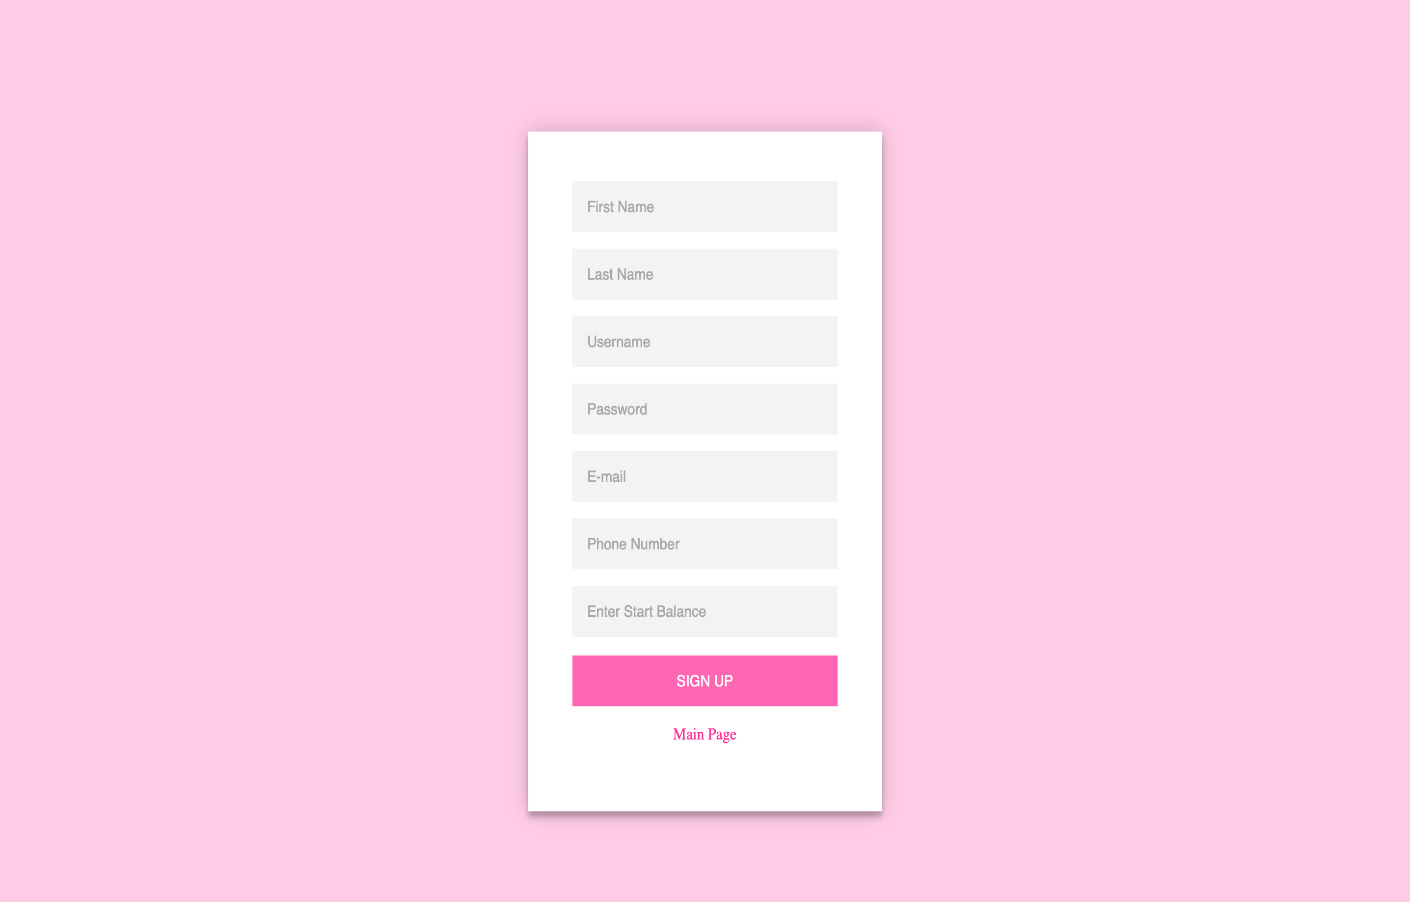 First Name
Last Name
Username
Password
E-mail
Phone Number
Enter Start Balance
SIGN UP
Main Page